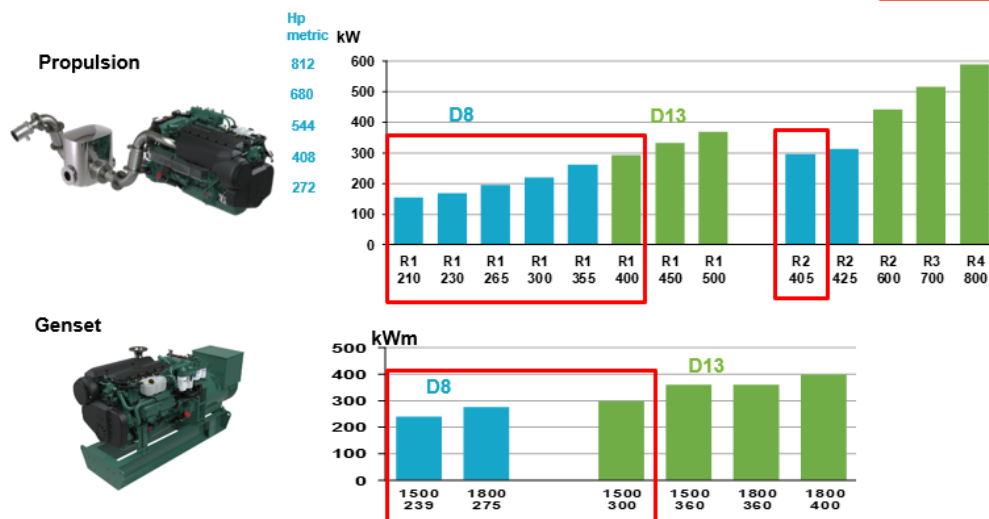 Hp
metric kW
Propulsion
812 600
680 500
544 400
408 300
272 200
100
0
D8 D13
R1 R1 R1 R1 R1 R1 R1 R1 R2 R2 R2 R3 R4
210 230 265 300 355 400 450 500 405 425 600 700 800
Genset
kWm
500
400
300
200
100
0
D8 D13
1500 1800 1500 1500 1800 1800
239 275 300 360 360 400